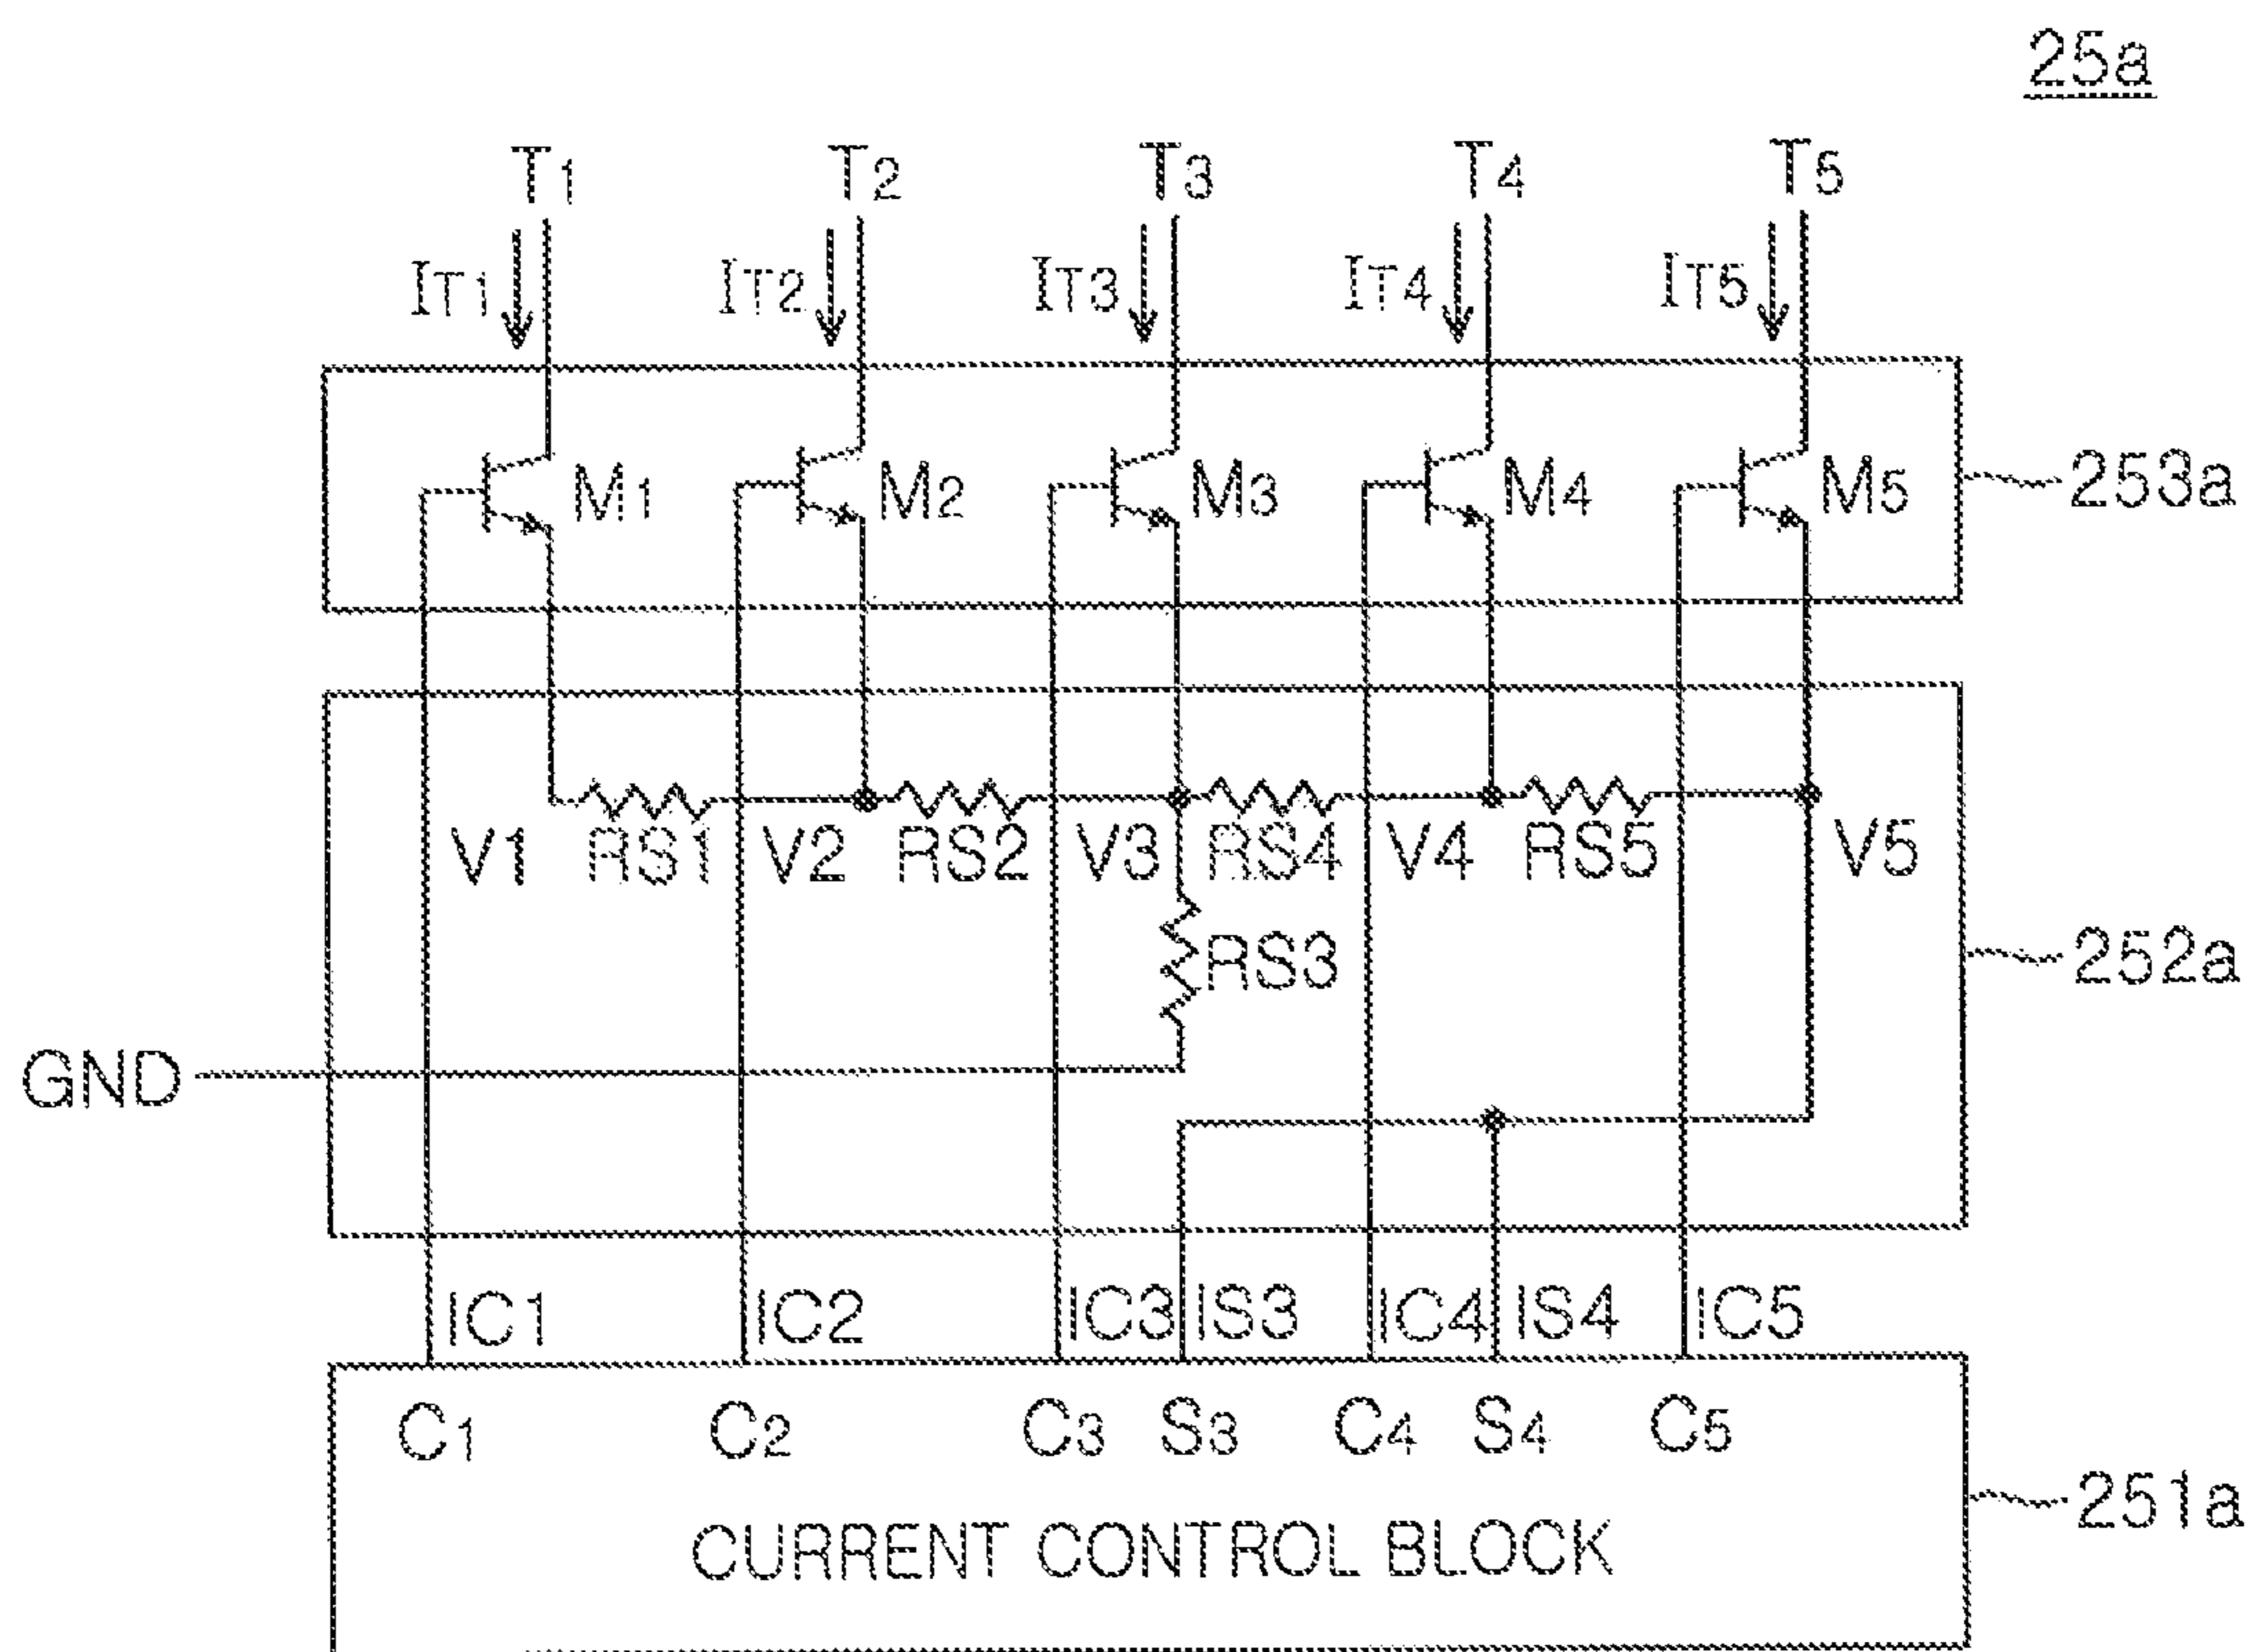 25a
T1 T2 T3 T4 T5
IT1 IT2 IT3 IT4 IT5
M1 M2 M3 M4 M5 253a
V1 RS1 V2 RS2 V3 RS4 V4 RS5 V5
RS3 252a
GND
IC1 IC2 IC3 IS3 IC4 IS4 IC5
C1 C2 C3 S3 C4 S4 C5
251a
CURRENT CONTROL BLOCK